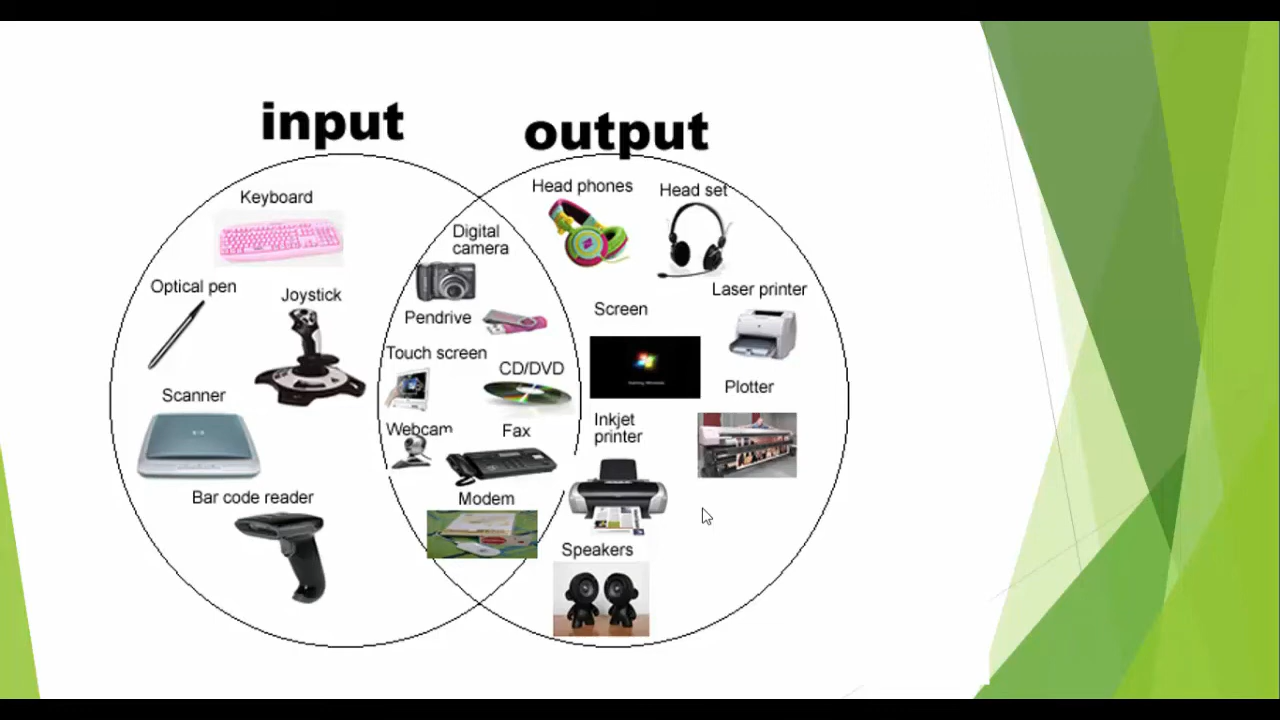 input
output
Keyboard
Optical pen
Joystick
Scanner
Bar code reader
Digital
camera
Pendrive
Touch screen
CD/DVD
Webcam
Fax
Modem
Head phones
Head set
Laser printer
Screen
Plotter
Inkjet
printer
Speakers